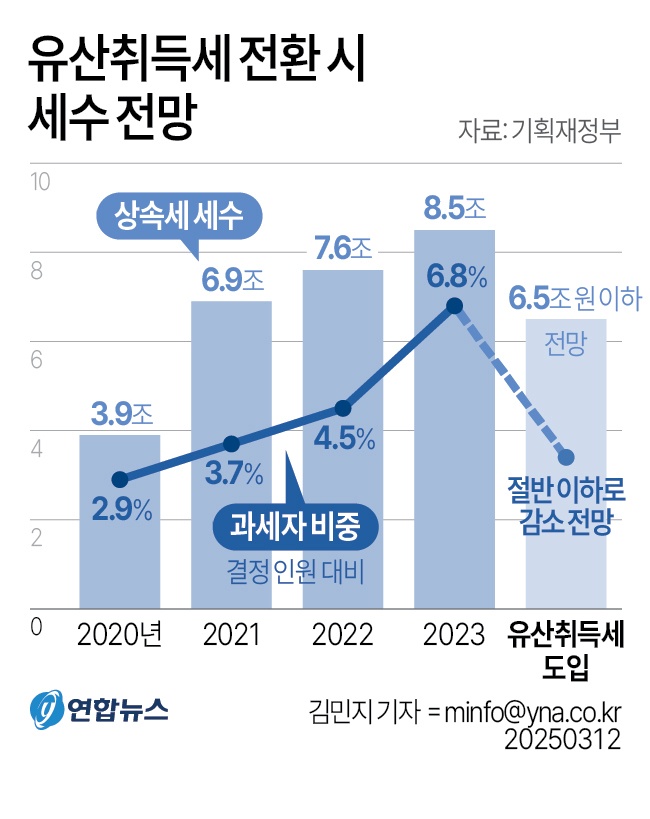 유산취득세 전환 시
세수 전망
자료: 기획재정부
10
8
6
4
2
0
상속세 세수
3.9조
6.9조
7.6조
8.5조
6.5조 원 이하
전망
2.9%
3.7%
4.5%
6.8%
절반 이하로
감소 전망
과세자 비중
결정 인원 대비
2020년
2021
2022
2023
유산취득세
도입
연합뉴스
김민지 기자 = minfo@yna.co.kr
20250312